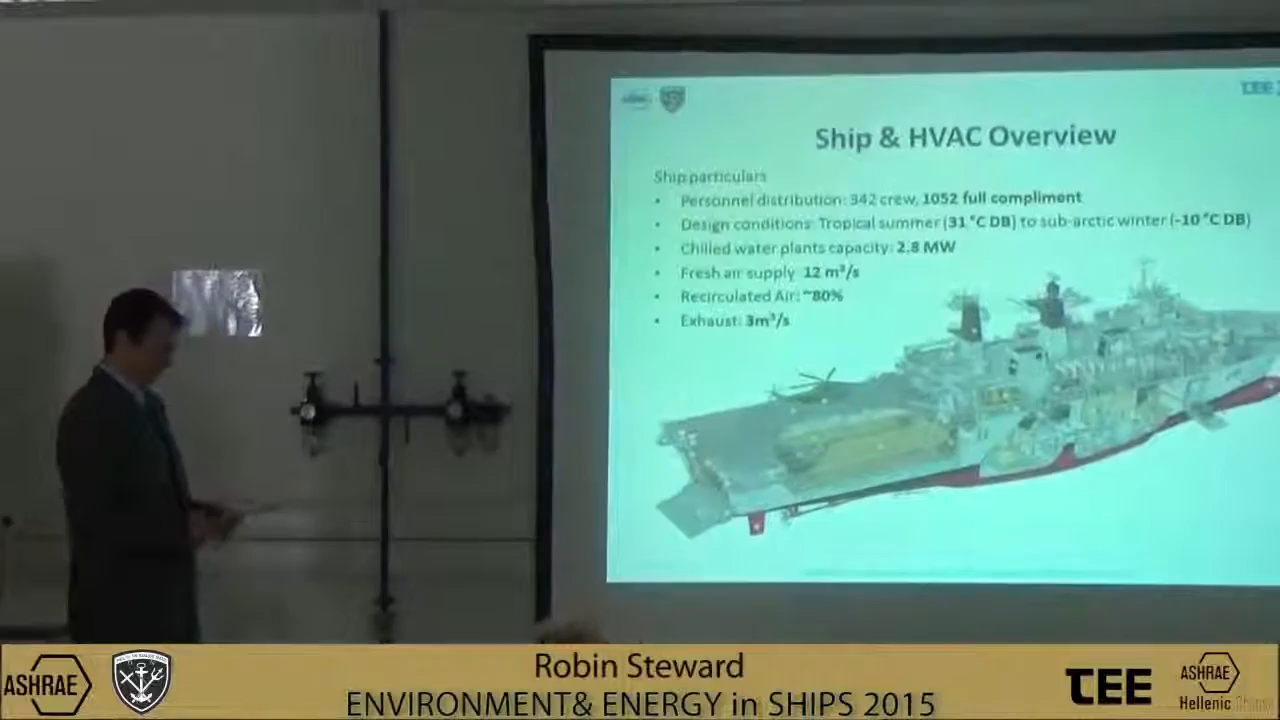 TEE
Ship & HVAC Overview
Ship particulars
• Personnel distribution: 342 crew, 1052 full compliment
• Design conditions: Tropical summer (31 °C DB) to sub-arctic winter (-10 °C DB)
• Chilled water plants capacity: 2.8 MW
• Fresh air supply 12 m³/s
• Recirculated Air: ~80%
• Exhaust: 3m³/s
Robin Steward
ENVIRONMENT& ENERGY in SHIPS 2015
ASHRAE
TEE
ASHRAE
Hellenic